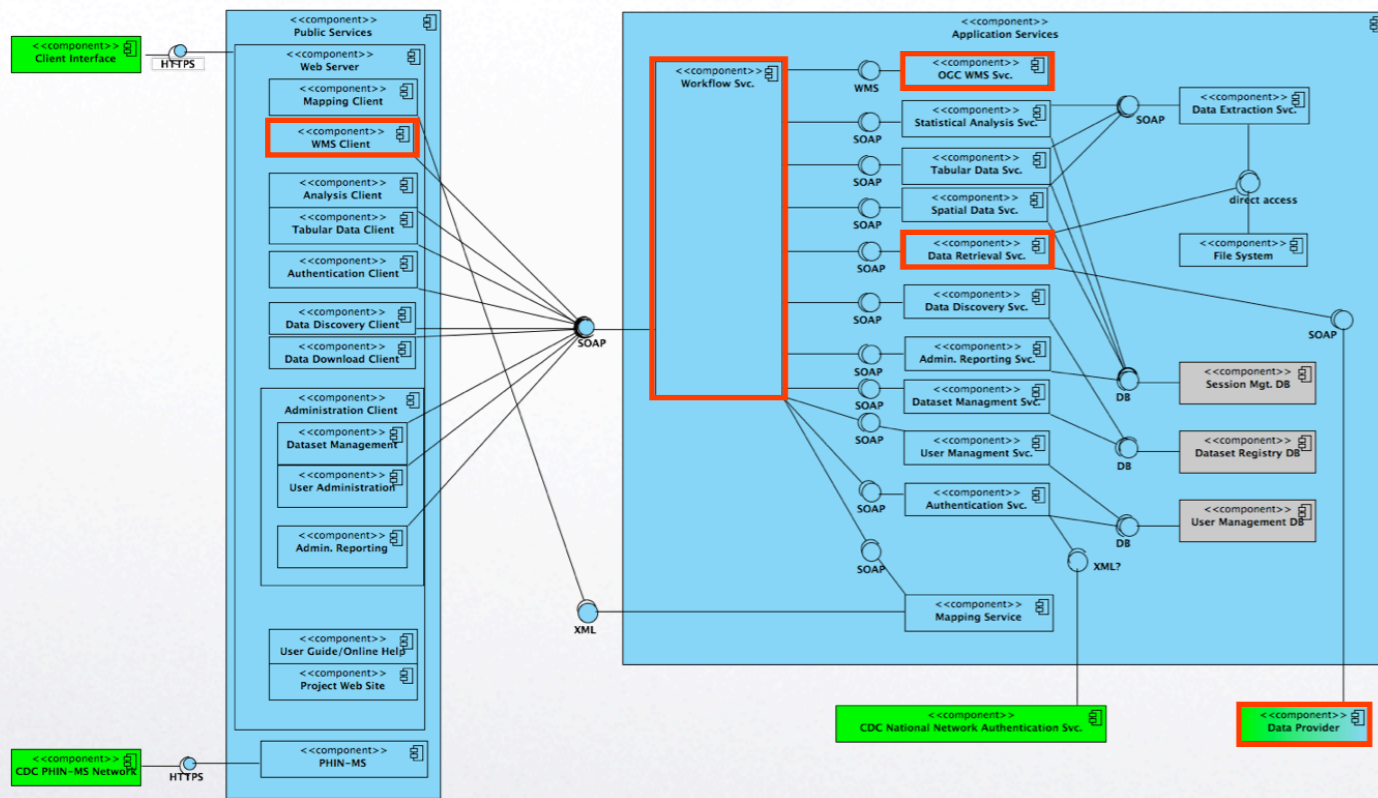 <<component>>
Client Interface
HTTPS
<<component>>
Public Services
<<component>>
Web Server
<<component>>
Mapping Client
<<component>>
WMS Client
<<component>>
Analysis Client
<<component>>
Tabular Data Client
<<component>>
Authentication Client
<<component>>
Data Discovery Client
<<component>>
Data Download Client
<<component>>
Administration Client
<<component>>
Dataset Management
<<component>>
User Administration
<<component>>
Admin. Reporting
<<component>>
User Guide/Online Help
<<component>>
Project Web Site
<<component>>
PHIN-MS
<<component>>
CDC PHIN-MS Network
HTTPS
SOAP
XML
<<component>>
Application Services
<<component>>
Workflow Svc.
WMS
SOAP
SOAP
SOAP
SOAP
SOAP
SOAP
SOAP
SOAP
SOAP
SOAP
<<component>>
OGC WMS Svc.
<<component>>
Statistical Analysis Svc.
<<component>>
Tabular Data Svc.
<<component>>
Spatial Data Svc.
<<component>>
Data Retrieval Svc.
<<component>>
Data Discovery Svc.
<<component>>
Admin. Reporting Svc.
<<component>>
Dataset Managment Svc.
<<component>>
User Managment Svc.
<<component>>
Authentication Svc.
<<component>>
Mapping Service
SOAP
<<component>>
Data Extraction Svc.
direct access
<<component>>
File System
SOAP
DB
<<component>>
Session Mgt. DB
DB
<<component>>
Dataset Registry DB
DB
<<component>>
User Management DB
XML?
<<component>>
CDC National Network Authentication Svc.
<<component>>
Data Provider